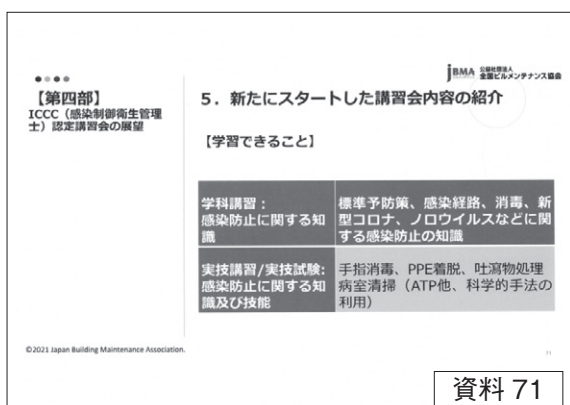 JBMA 公益社団法人
全国ビルメンテナンス協会
【第四部】
ICCC（感染制御衛生管理
士）認定講習会の展望
5．新たにスタートした講習会内容の紹介
【学習できること】
学科講習：
感染防止に関する知
識
標準予防策、感染経路、消毒、新
型コロナ、ノロウイルスなどに関
する感染防止の知識
実技講習/実技試験:
感染防止に関する知
識及び技能
手指消毒、PPE着脱、吐瀉物処理
病室清掃（ATP他、科学的手法の
利用）
©2021 Japan Building Maintenance Association.
71
資料 71